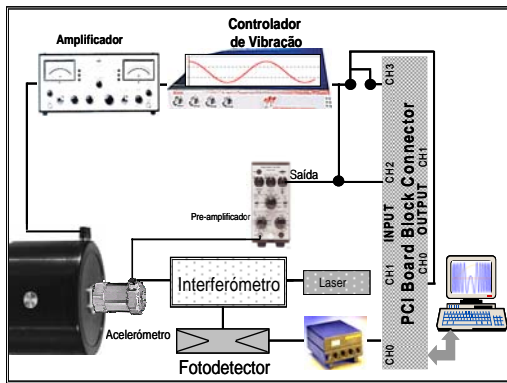 Controlador
de Vibração
Amplificador
CH3
CH2
CH1
CH0
INPUT
OUTPUT
CH1
CH0
PCI Board Block Connector
Saída
Pre-amplificador
Interferómetro
Laser
Acelerómetro
Fotodetector